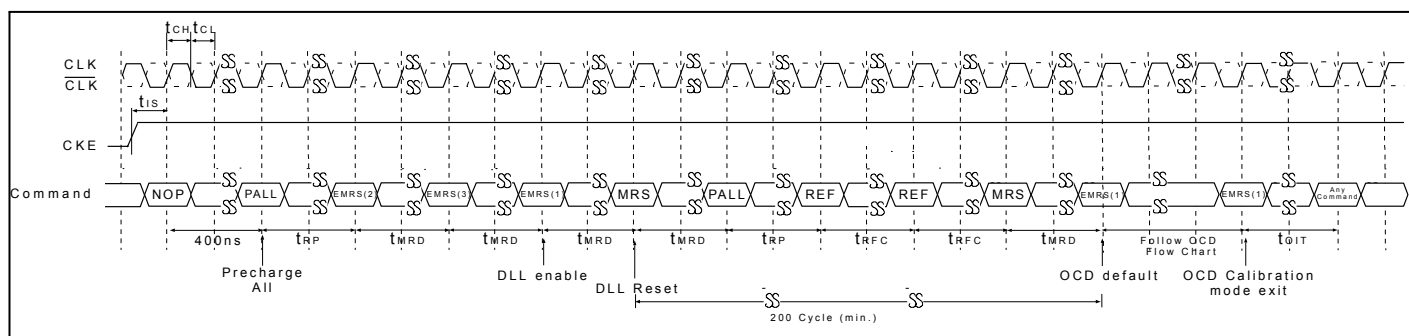 tCH tCL
CLK
CLK
tIS
CKE
Command NOP PALL EMRS(2) EMRS(3) EMRS(1) MRS PALL REF REF MRS EMRS(1) EMRS(1) Any Command
400ns tRP tMRD tMRD tMRD tMRD tRP tRFC tRFC tMRD Follow OCD Flow Chart tOIT
Precharge All
DLL enable
DLL Reset
OCD default
OCD Calibration mode exit
200 Cycle (min.)